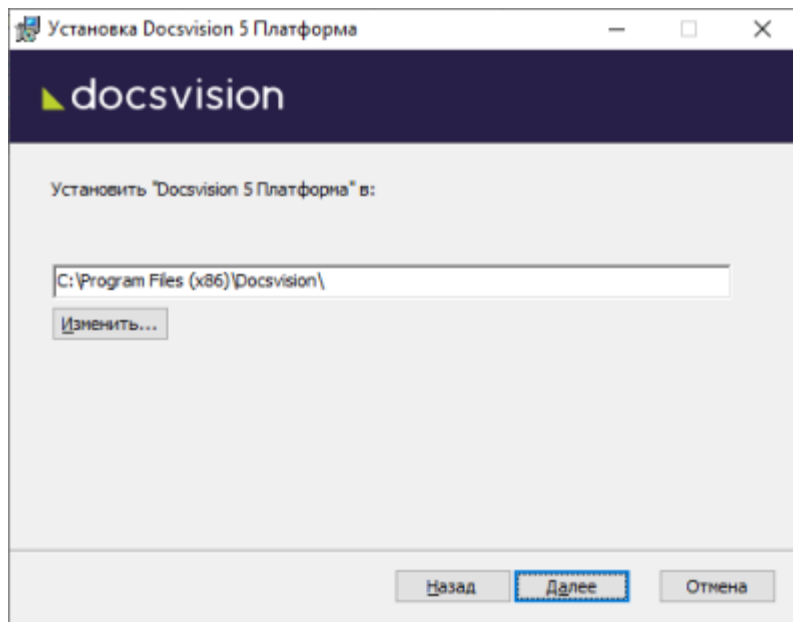 Установка Docsvision 5 Платформа
docsvision
Установить "Docsvision 5 Платформа" в:
C:\Program Files (x86)\Docsvision\
Изменить...
Назад
Далее
Отмена